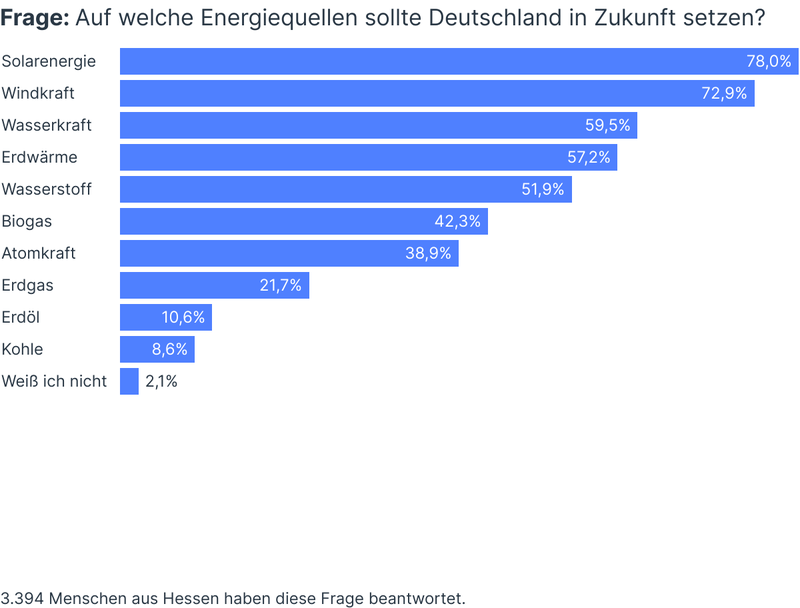 Frage: Auf welche Energiequellen sollte Deutschland in Zukunft setzen?
Solarenergie 78,0%
Windkraft 72,9%
Wasserkraft 59,5%
Erdwärme 57,2%
Wasserstoff 51,9%
Biogas 42,3%
Atomkraft 38,9%
Erdgas 21,7%
Erdöl 10,6%
Kohle 8,6%
Weiß ich nicht 2,1%
3.394 Menschen aus Hessen haben diese Frage beantwortet.